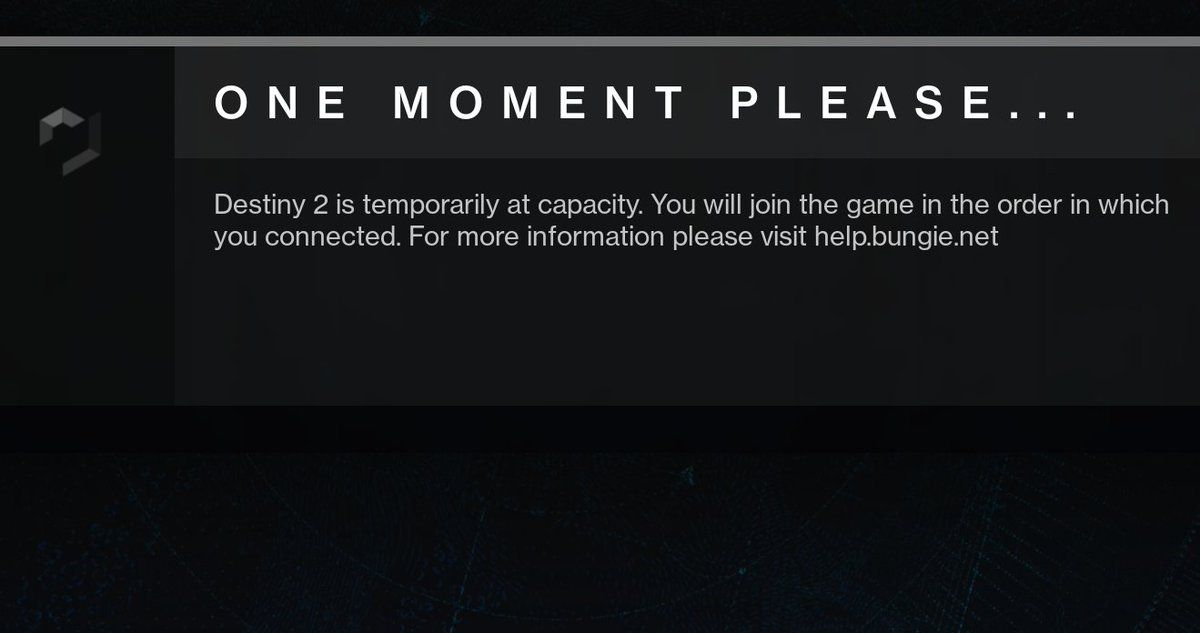 ONE MOMENT PLEASE...
Destiny 2 is temporarily at capacity. You will join the game in the order in which
you connected. For more information please visit help.bungie.net